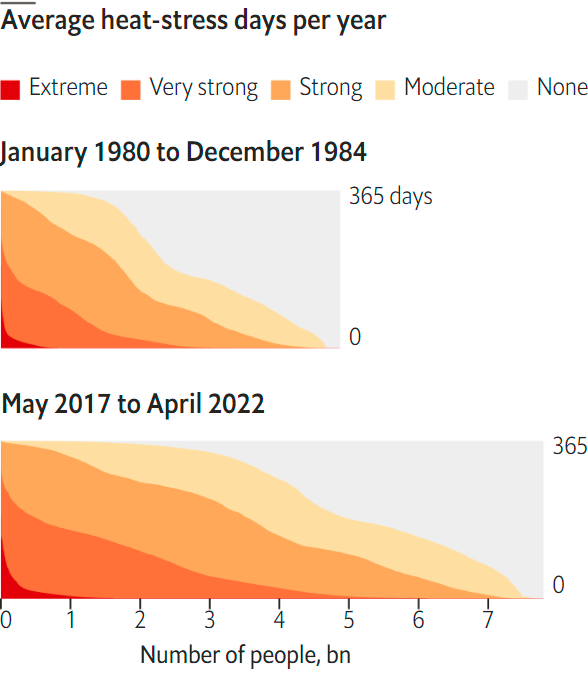 Average heat-stress days per year
Extreme Very strong Strong Moderate None
January 1980 to December 1984
365 days
0
May 2017 to April 2022
365
0
0 1 2 3 4 5 6 7
Number of people, bn